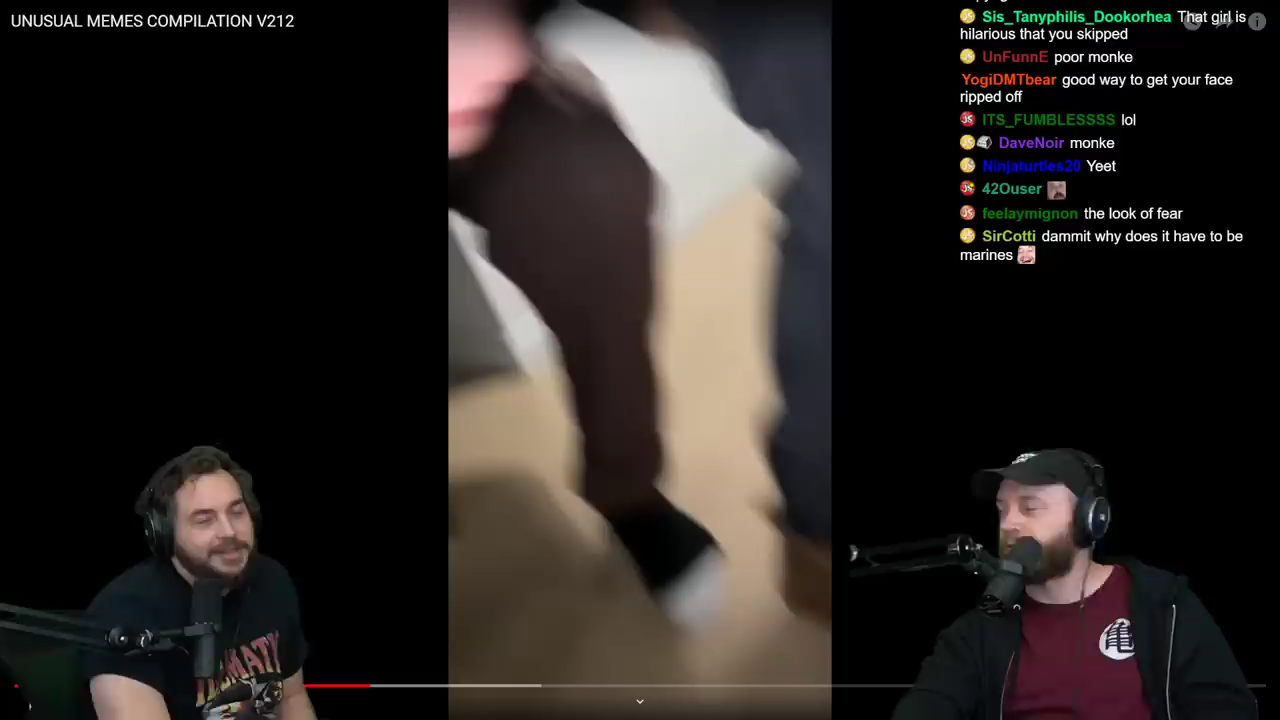 UNUSUAL MEMES COMPILATION V212
Sis_Tanyphilis_Dookorhea That girl is
hilarious that you skipped
UnFunnE poor monke
YogiDMTbear good way to get your face
ripped off
ITS_FUMBLESSSS lol
DaveNoir monke
Ninjaturtles20 Yeet
42Ouser
feelaymignon the look of fear
SirCotti dammit why does it have to be
marines
亀